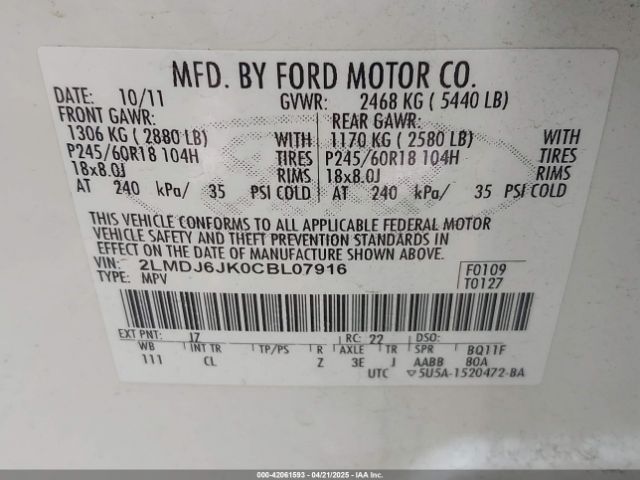 MFD. BY FORD MOTOR CO.
DATE: 10/11 GVWR: 2468 KG ( 5440 LB)
FRONT GAWR: REAR GAWR:
1306 KG ( 2880 LB) WITH 1170 KG ( 2580 LB) WITH
P245/60R18 104H TIRES P245/60R18 104H TIRES
18x8.0J RIMS 18x8.0J RIMS
AT 240 kPa/ 35 PSI COLD AT 240 kPa/ 35 PSI COLD
THIS VEHICLE CONFORMS TO ALL APPLICABLE FEDERAL MOTOR
VEHICLE SAFETY AND THEFT PREVENTION STANDARDS IN
EFFECT ON THE DATE OF MANUFACTURE SHOWN ABOVE.
VIN: 2LMDJ6JK0CBL07916 F0109
TYPE: MPV T0127
EXT PNT: JZ RC: 22 DSO:
WB INT TR TP/PS R AXLE TR SPR BQ11F
111 CL Z 3E J AABB 80A
UTC ▽5U5A-1520472-BA
000-42061593 - 04/21/2025 - IAAI.COM